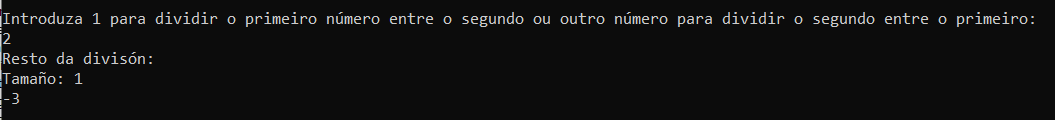 Introduza 1 para dividir o primeiro número entre o segundo ou outro número para dividir o segundo entre o primeiro:
2
Resto da divisón:
Tamaño: 1
-3